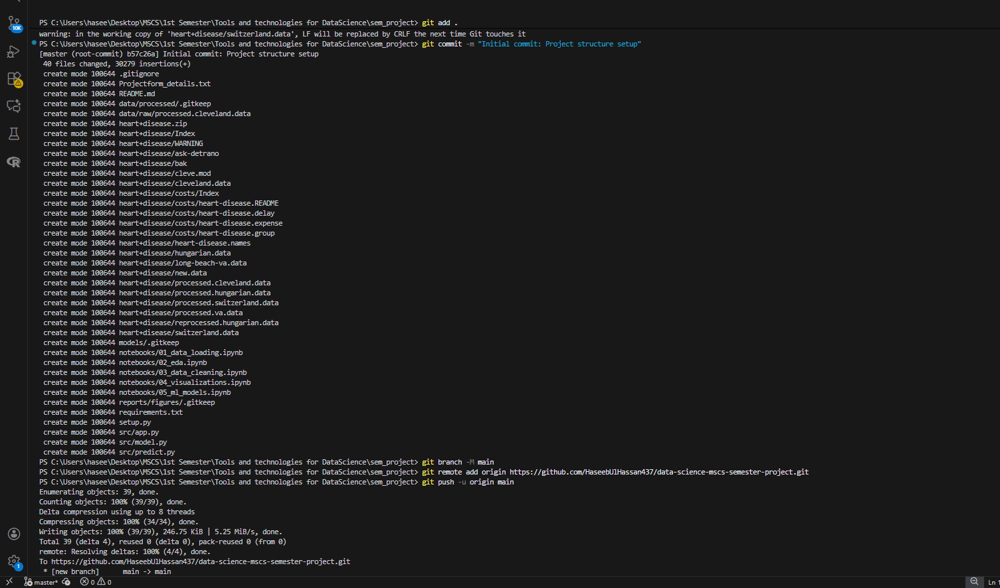 PS C:\Users\hasee\Desktop\MSCS\1st Semester\Tools and technologies for DataScience\sem_project> git add .
warning: in the working copy of 'heart+disease/switzerland.data', LF will be replaced by CRLF the next time Git touches it
PS C:\Users\hasee\Desktop\MSCS\1st Semester\Tools and technologies for DataScience\sem_project> git commit -m "Initial commit: Project structure setup"
[master (root-commit) b57c26a] Initial commit: Project structure setup
40 files changed, 30279 insertions(+)
create mode 100644 .gitignore
create mode 100644 Projectform_details.txt
create mode 100644 README.md
create mode 100644 data/processed/.gitkeep
create mode 100644 data/raw/processed.cleveland.data
create mode 100644 heart+disease.zip
create mode 100644 heart+disease/Index
create mode 100644 heart+disease/WARNING
create mode 100644 heart+disease/ask-detrano
create mode 100644 heart+disease/bak
create mode 100644 heart+disease/cleve.mod
create mode 100644 heart+disease/cleveland.data
create mode 100644 heart+disease/costs/Index
create mode 100644 heart+disease/costs/heart-disease.README
create mode 100644 heart+disease/costs/heart-disease.delay
create mode 100644 heart+disease/costs/heart-disease.expense
create mode 100644 heart+disease/costs/heart-disease.group
create mode 100644 heart+disease/heart-disease.names
create mode 100644 heart+disease/hungarian.data
create mode 100644 heart+disease/long-beach-va.data
create mode 100644 heart+disease/new.data
create mode 100644 heart+disease/processed.cleveland.data
create mode 100644 heart+disease/processed.hungarian.data
create mode 100644 heart+disease/processed.switzerland.data
create mode 100644 heart+disease/processed.va.data
create mode 100644 heart+disease/reprocessed.hungarian.data
create mode 100644 heart+disease/switzerland.data
create mode 100644 models/.gitkeep
create mode 100644 notebooks/01_data_loading.ipynb
create mode 100644 notebooks/02_eda.ipynb
create mode 100644 notebooks/03_data_cleaning.ipynb
create mode 100644 notebooks/04_visualizations.ipynb
create mode 100644 notebooks/05_ml_models.ipynb
create mode 100644 reports/figures/.gitkeep
create mode 100644 requirements.txt
create mode 100644 setup.py
create mode 100644 src/app.py
create mode 100644 src/model.py
create mode 100644 src/predict.py
PS C:\Users\hasee\Desktop\MSCS\1st Semester\Tools and technologies for DataScience\sem_project> git branch -M main
PS C:\Users\hasee\Desktop\MSCS\1st Semester\Tools and technologies for DataScience\sem_project> git remote add origin https://github.com/HaseebUlHassan437/data-science-mscs-semester-project.git
PS C:\Users\hasee\Desktop\MSCS\1st Semester\Tools and technologies for DataScience\sem_project> git push -u origin main
Enumerating objects: 39, done.
Counting objects: 100% (39/39), done.
Delta compression using up to 8 threads
Compressing objects: 100% (34/34), done.
Writing objects: 100% (39/39), 246.75 KiB | 5.25 MiB/s, done.
Total 39 (delta 4), reused 0 (delta 0), pack-reused 0 (from 0)
remote: Resolving deltas: 100% (4/4), done.
To https://github.com/HaseebUlHassan437/data-science-mscs-semester-project.git
* [new branch] main -> main
10K
R
1
master* 0 0
Ln 1